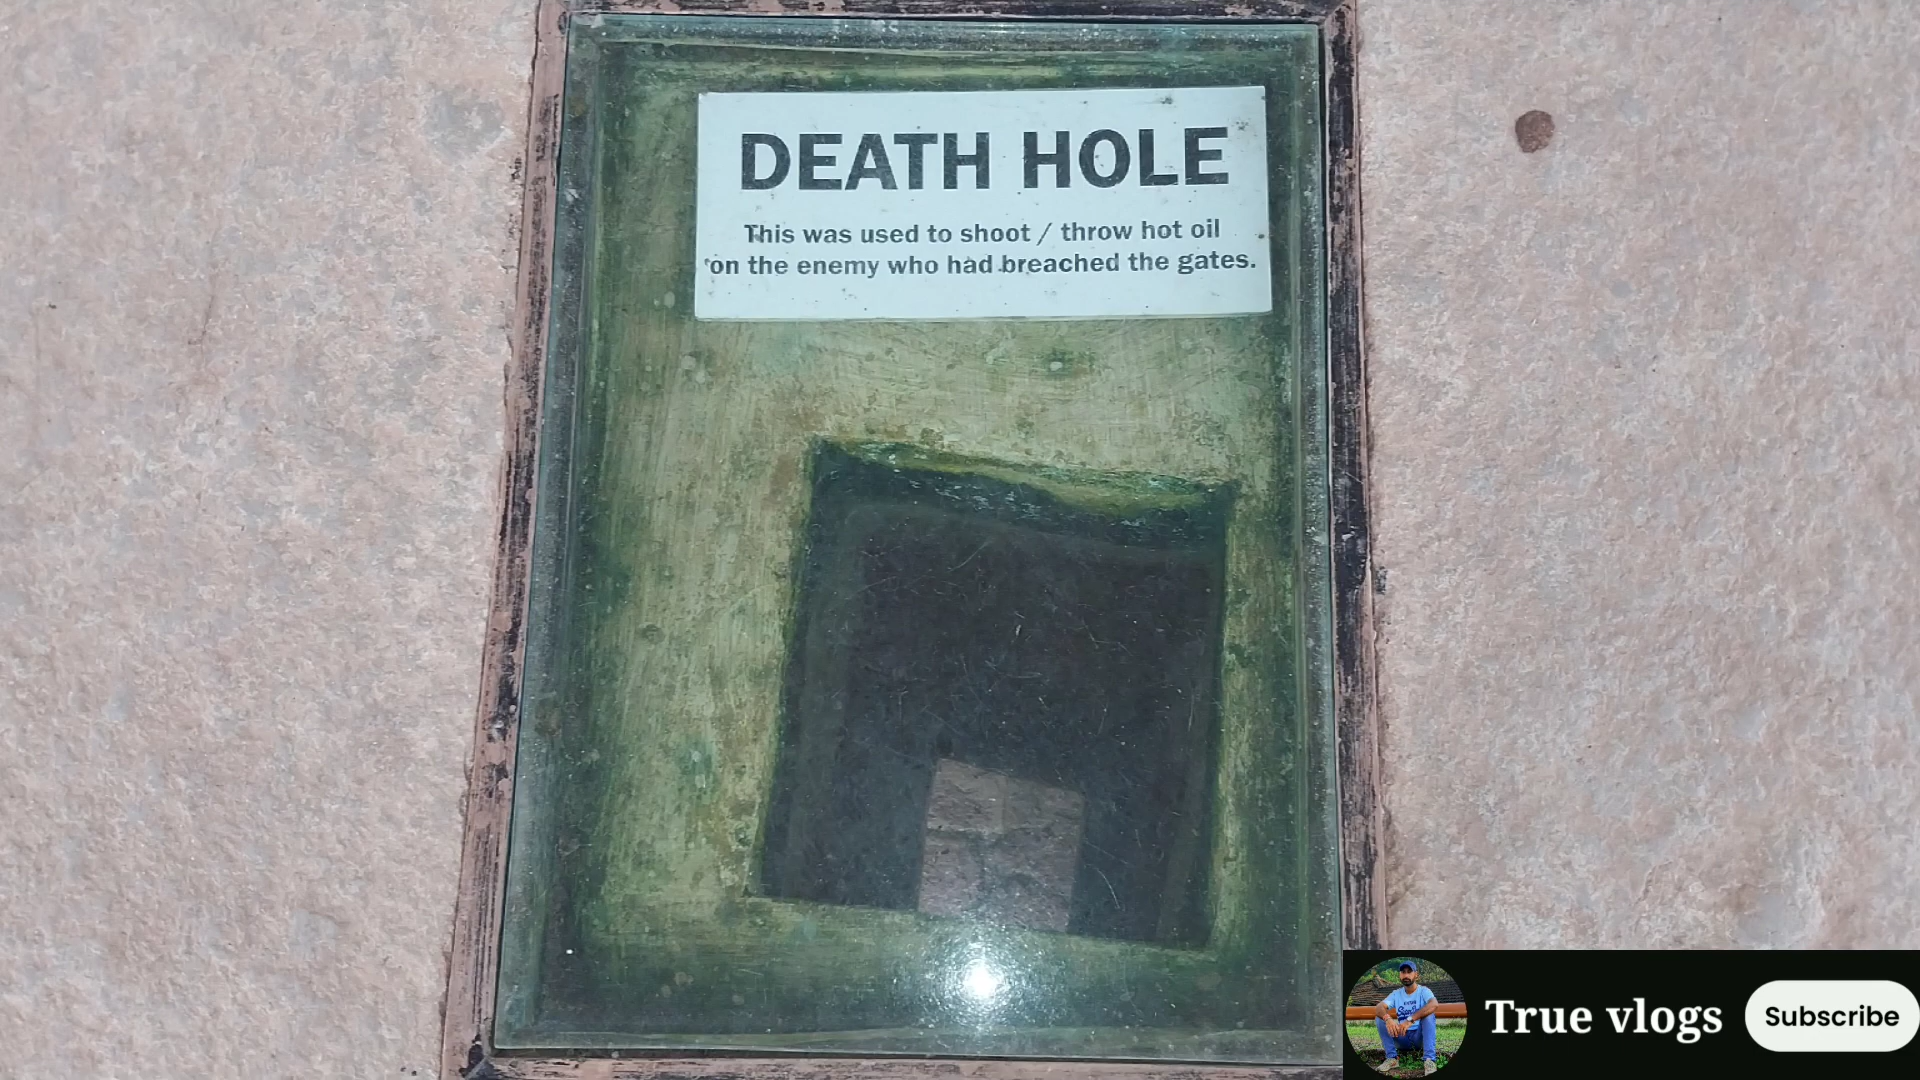 DEATH HOLE
This was used to shoot / throw hot oil
on the enemy who had breached the gates.
True vlogs
Subscribe